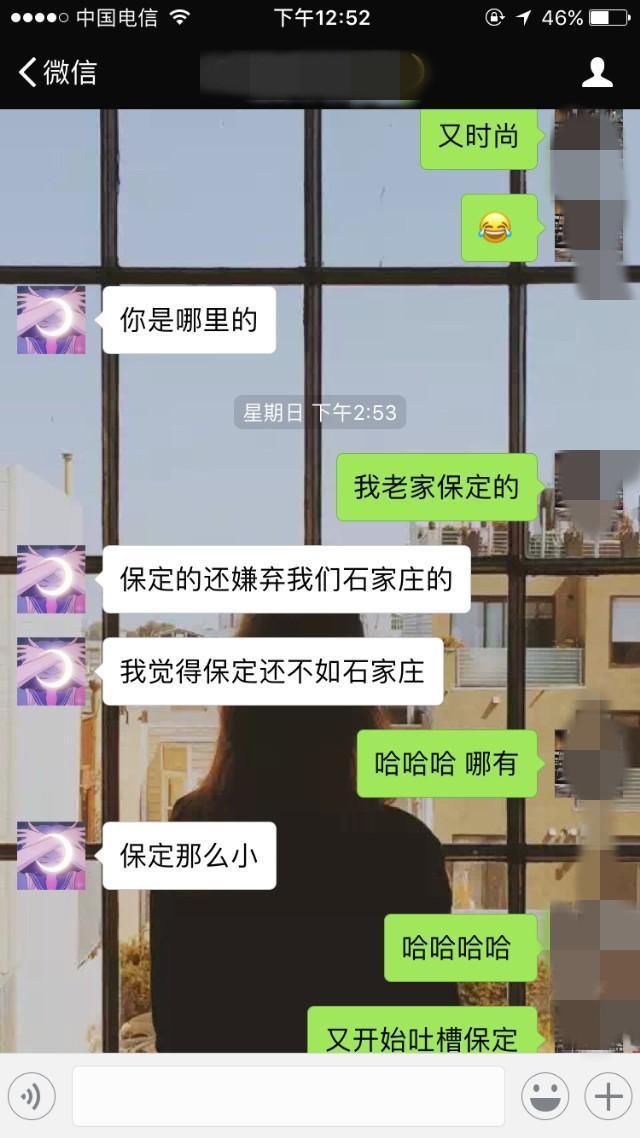 中国电信 下午12:52 46%
微信
又时尚
😂
你是哪里的
星期日 下午2:53
我老家保定的
保定的还嫌弃我们石家庄的
我觉得保定还不如石家庄
哈哈哈 哪有
保定那么小
哈哈哈哈
又开始吐槽保定